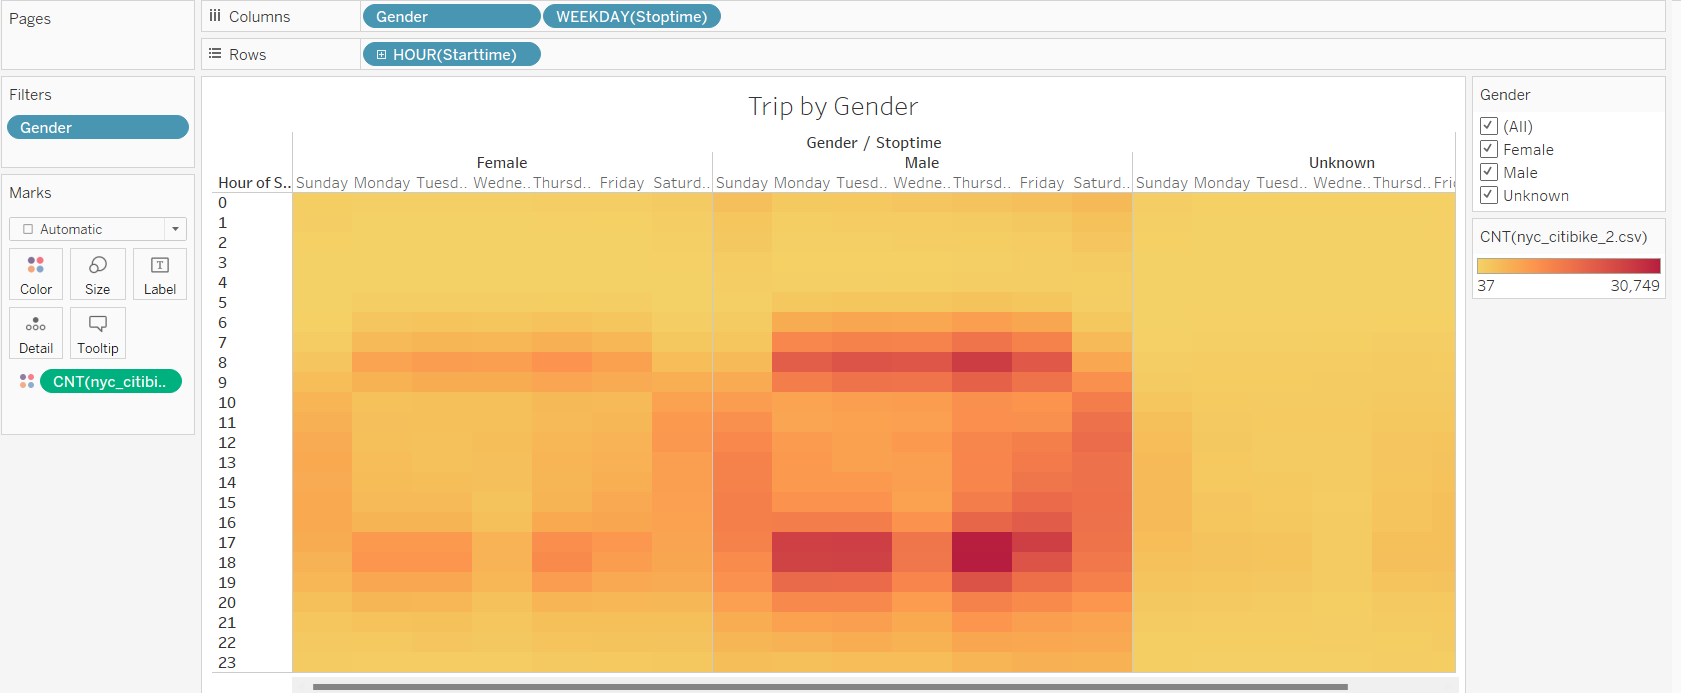 Pages
Columns
Gender
WEEKDAY(Stoptime)
Rows
HOUR(Starttime)
Filters
Gender
Marks
Automatic
Color
Size
Label
Detail
Tooltip
CNT(nyc_citibi..
Trip by Gender
Gender / Stoptime
Female Male Unknown
Hour of S.. Sunday Monday Tuesd.. Wedne.. Thursd.. Friday Saturd.. Sunday Monday Tuesd.. Wedne.. Thursd.. Friday Saturd.. Sunday Monday Tuesd.. Wedne.. Thursd.. Fri
0
1
2
3
4
5
6
7
8
9
10
11
12
13
14
15
16
17
18
19
20
21
22
23
Gender
(All)
Female
Male
Unknown
CNT(nyc_citibike_2.csv)
37 30,749